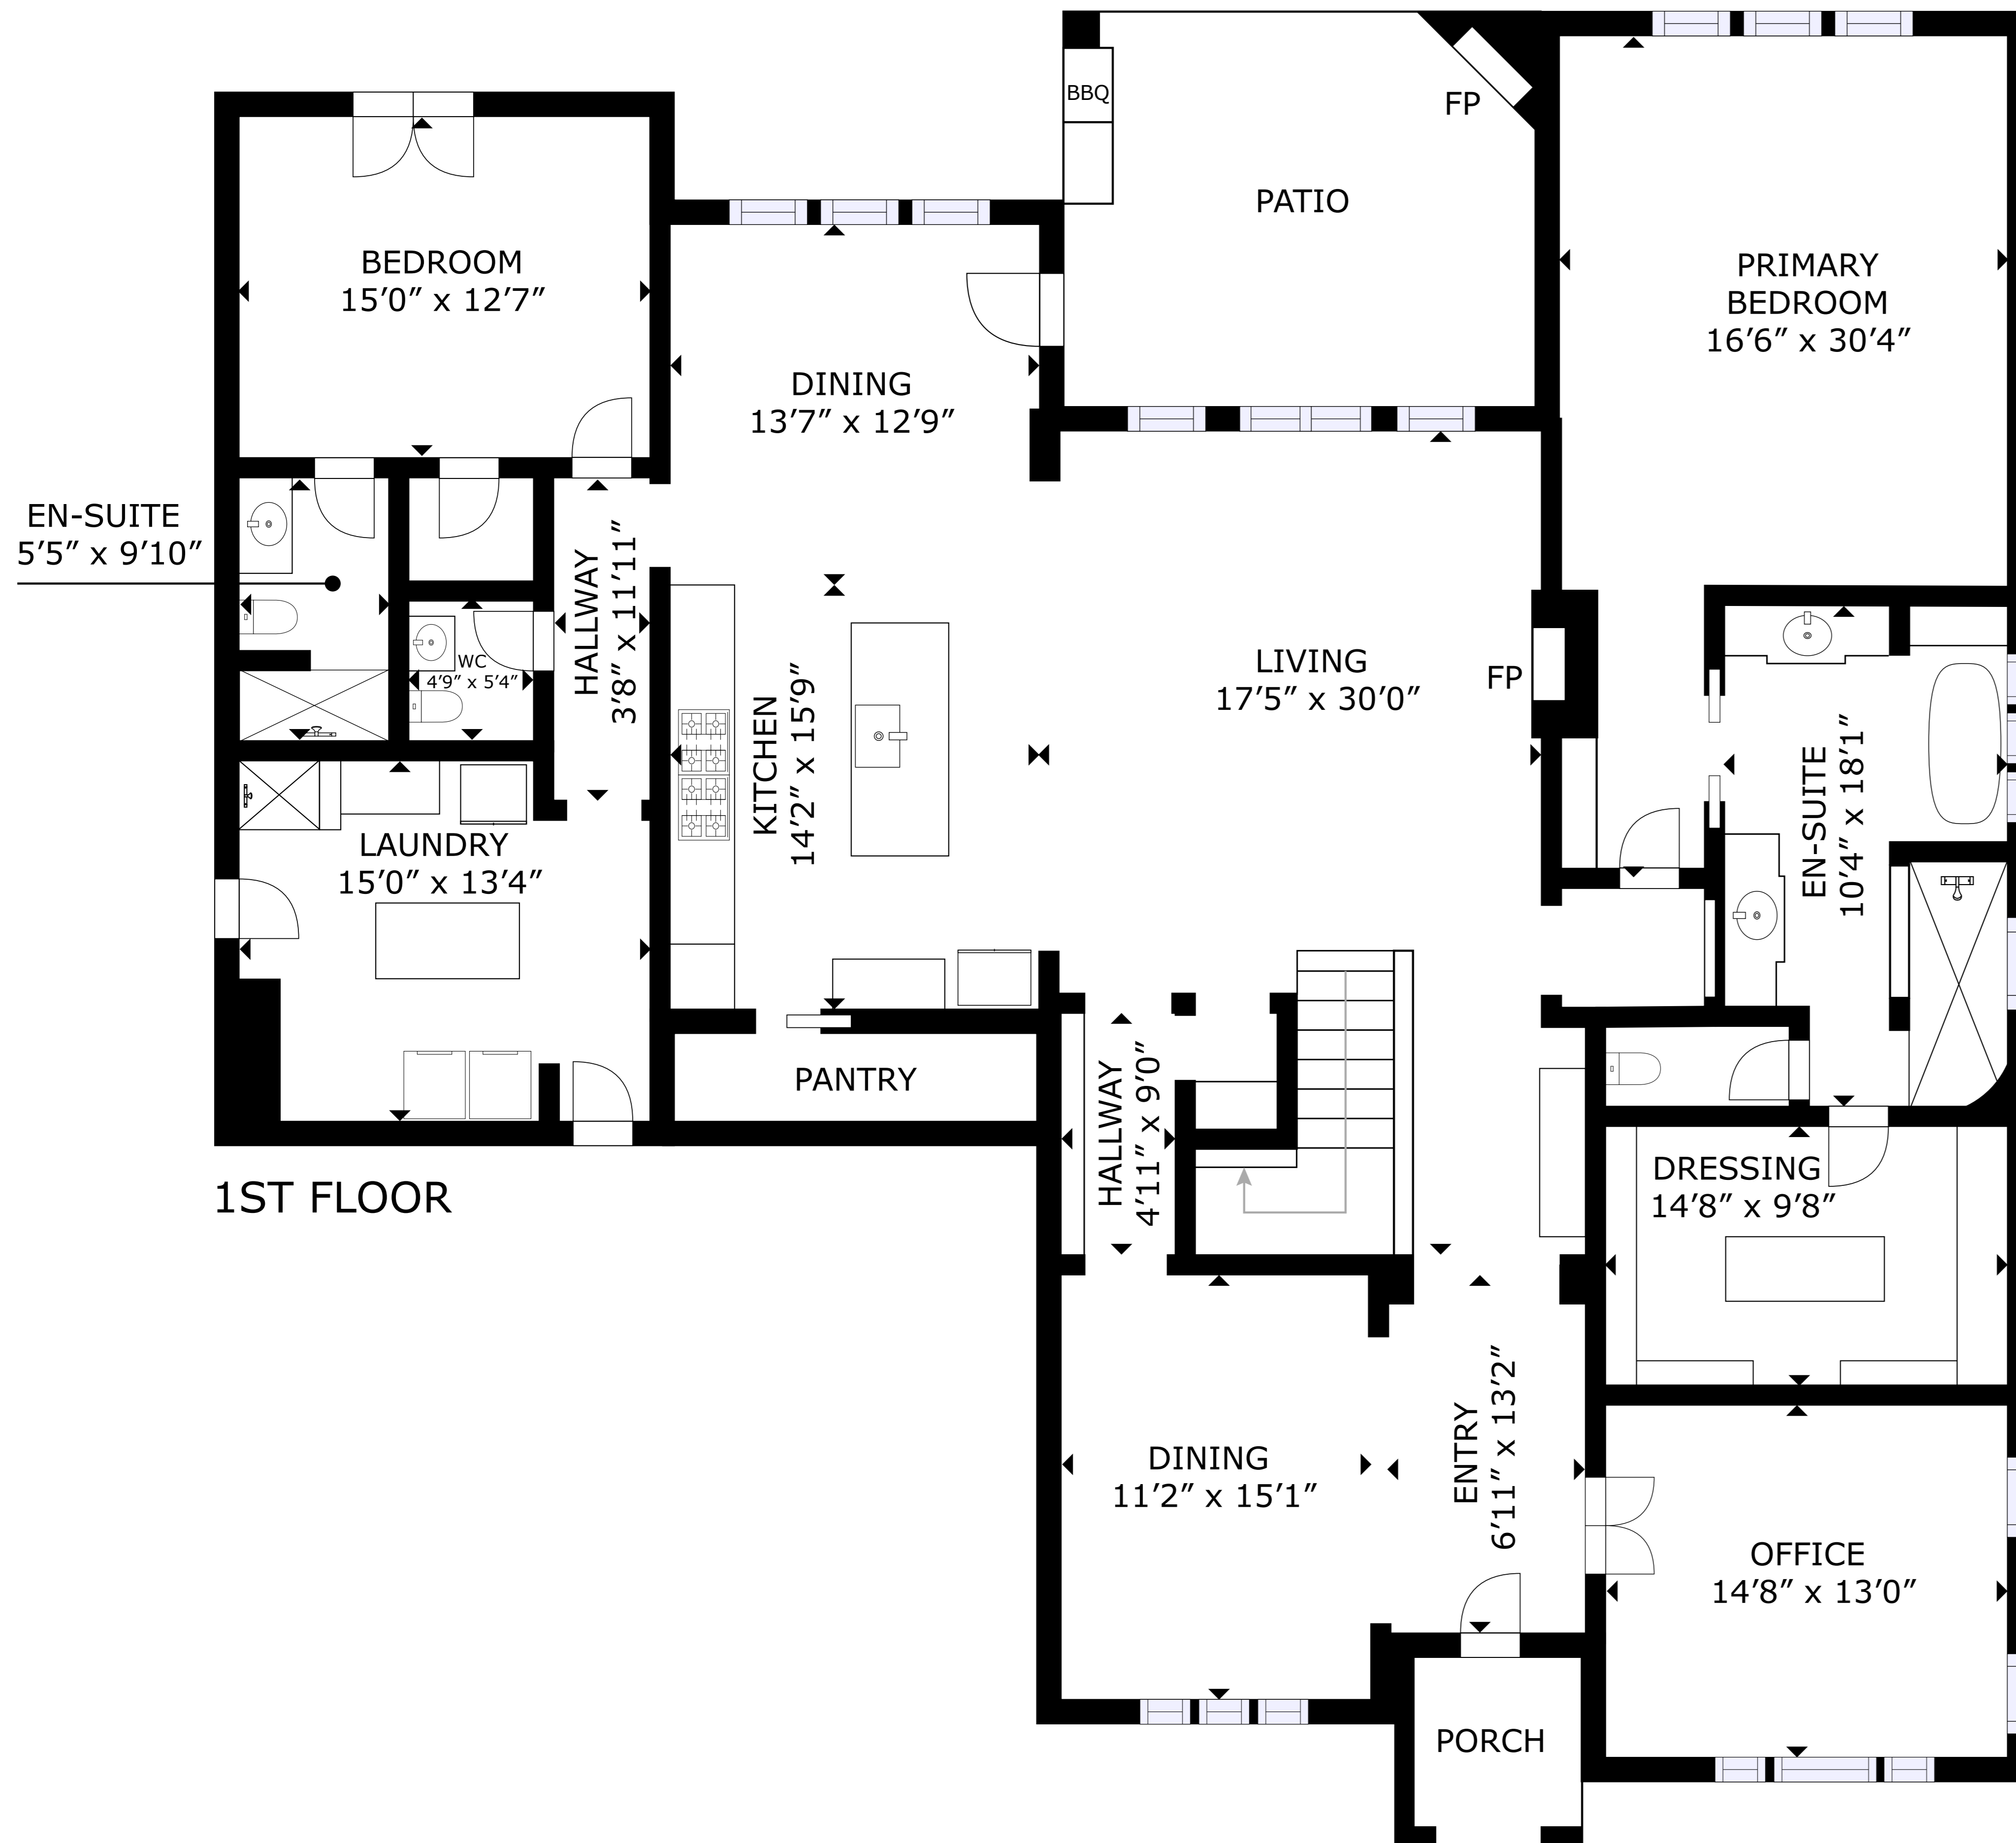 BBQ
FP
PATIO
BEDROOM
15’0” x 12’7”
PRIMARY
BEDROOM
16’6” x 30’4”
DINING
13’7” x 12’9”
EN-SUITE
5’5” x 9’10”
HALLWAY
3’8” x 11’11”
WC
4’9” x 5’4”
KITCHEN
14’2” x 15’9”
LIVING
17’5” x 30’0”
FP
EN-SUITE
10’4” x 18’1”
LAUNDRY
15’0” x 13’4”
PANTRY
HALLWAY
4’11” x 9’0”
DRESSING
14’8” x 9’8”
1ST FLOOR
DINING
11’2” x 15’1”
ENTRY
6’11” x 13’2”
OFFICE
14’8” x 13’0”
PORCH